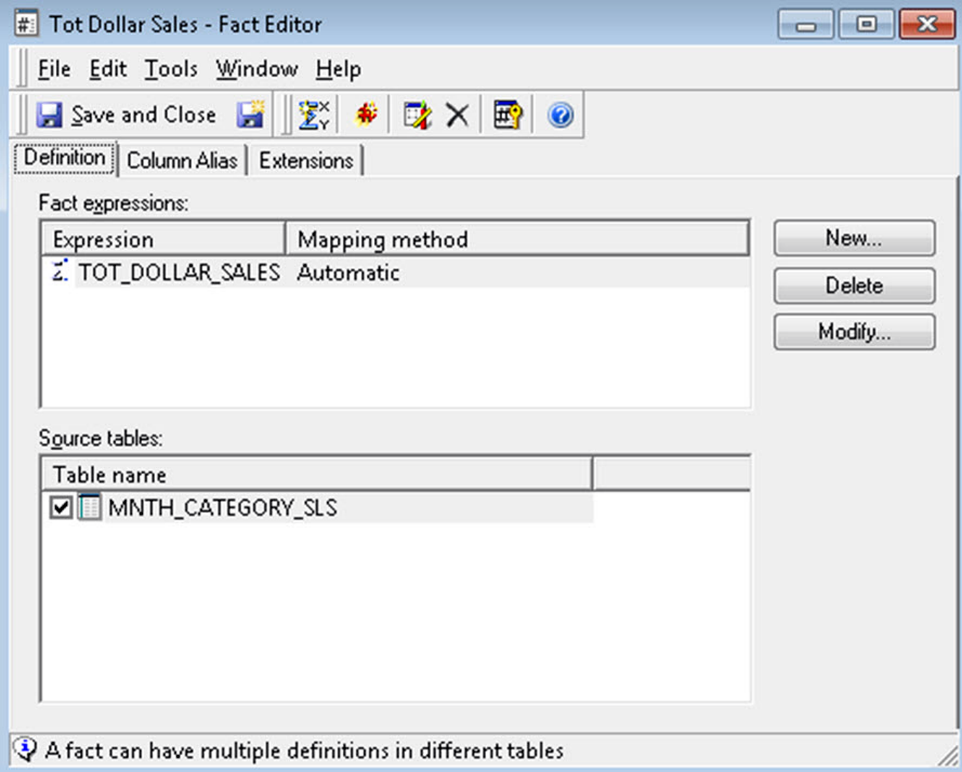 Tot Dollar Sales - Fact Editor
File Edit Tools Window Help
Save and Close
Definition Column Alias Extensions
Fact expressions:
Expression Mapping method
TOT_DOLLAR_SALES Automatic
New...
Delete
Modify...
Source tables:
Table name
MNTH_CATEGORY_SLS
A fact can have multiple definitions in different tables